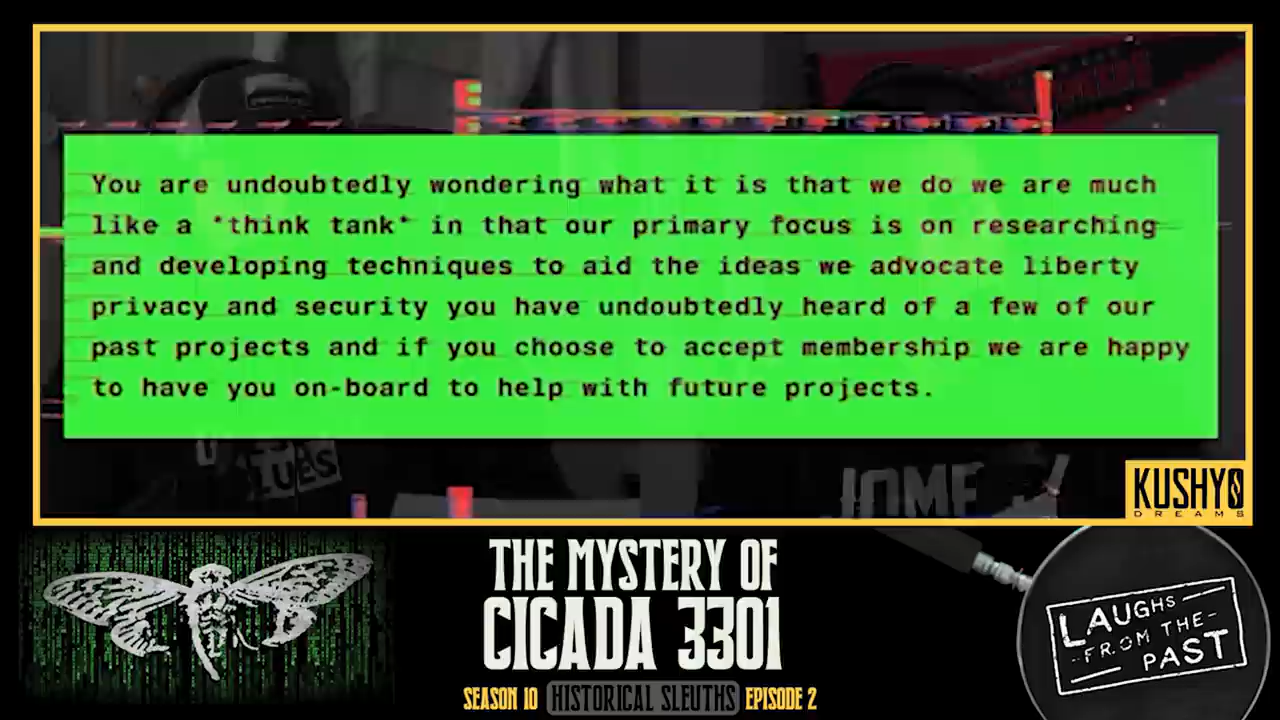 You are undoubtedly wondering what it is that we do we are much
like a *think tank* in that our primary focus is on researching
and developing techniques to aid the ideas we advocate liberty
privacy and security you have undoubtedly heard of a few of our
past projects and if you choose to accept membership we are happy
to have you on-board to help with future projects.
KUSHYO
DREAMS
THE MYSTERY OF
CICADA 3301
SEASON 10 HISTORICAL SLEUTHS EPISODE 2
LAUGHS
-FROM THE-
PAST